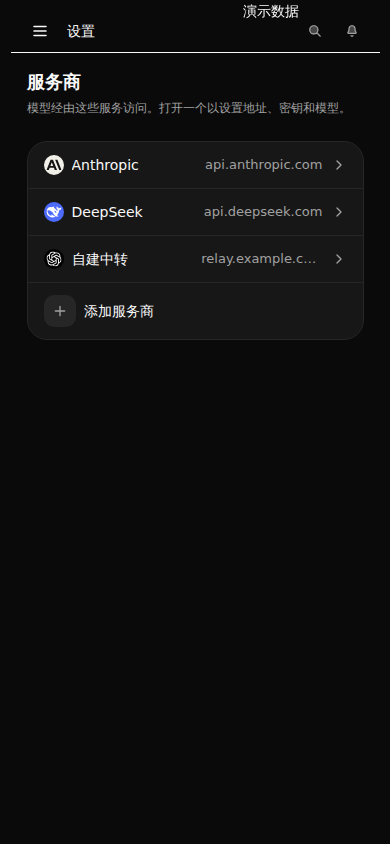 演示数据
设置
服务商
模型经由这些服务访问。打开一个以设置地址、密钥和模型。
Anthropic api.anthropic.com
DeepSeek api.deepseek.com
自建中转 relay.example.c…
添加服务商